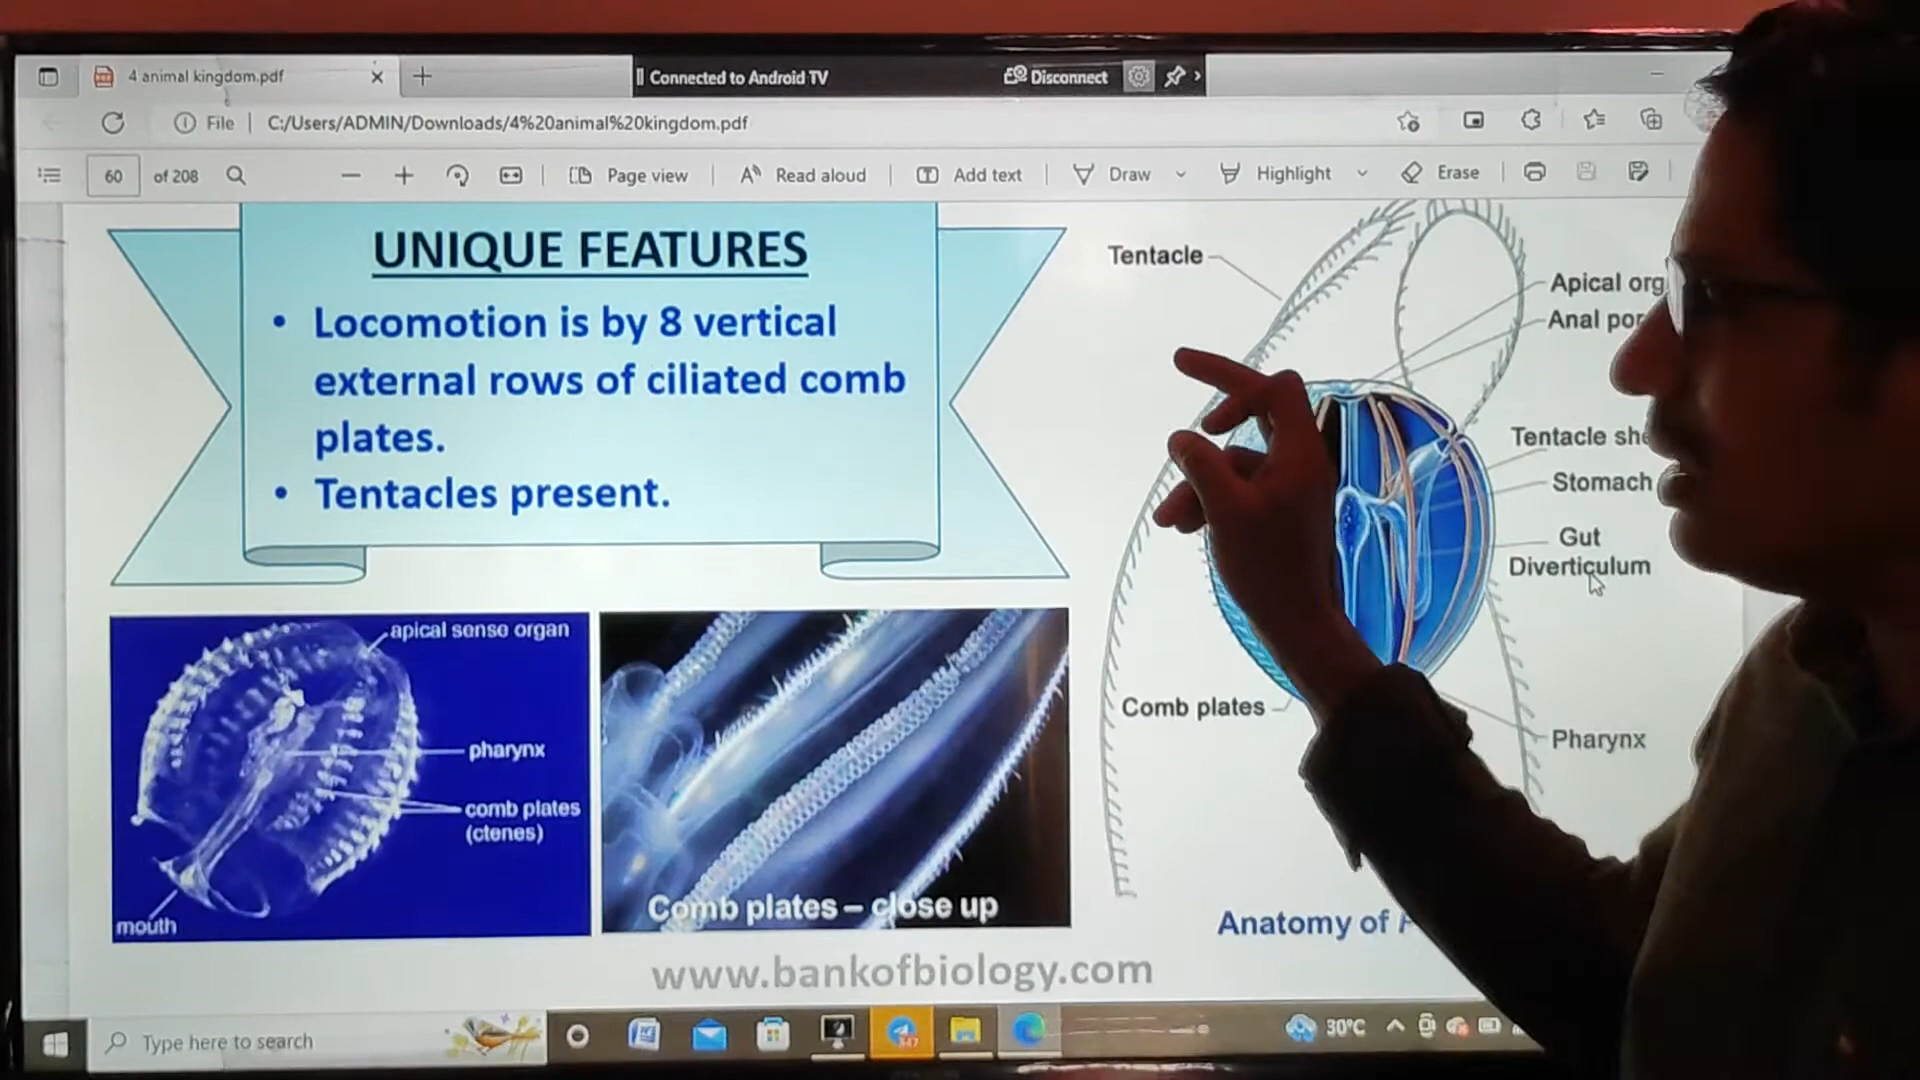 4 animal kingdom.pdf
Connected to Android TV
Disconnect
File
C:/Users/ADMIN/Downloads/4%20animal%20kingdom.pdf
60 of 208
Page view
Read aloud
Add text
Draw
Highlight
Erase
UNIQUE FEATURES
• Locomotion is by 8 vertical
external rows of ciliated comb
plates.
• Tentacles present.
Tentacle
Apical
Anal
Tentacle
Stomach
Gut
Diverticulum
Comb plates
Pharynx
Anatomy of
apical sense organ
pharynx
comb plates
(ctenes)
mouth
Comb plates – close up
www.bankofbiology.com
Type here to search
30°C